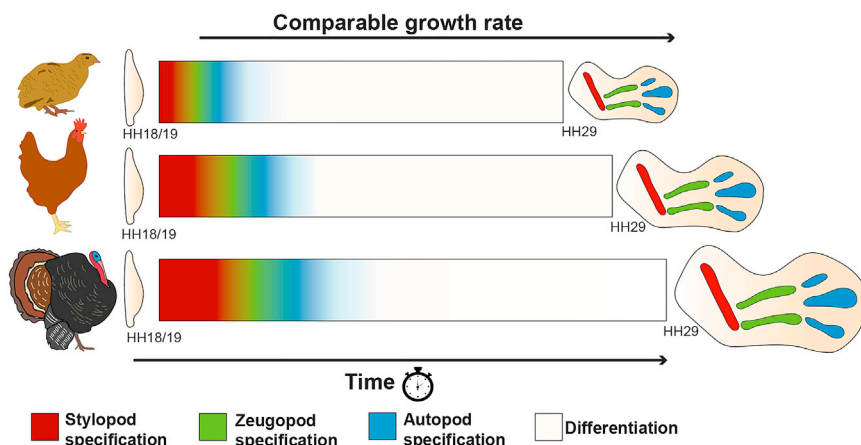 Comparable growth rate
HH18/19
HH29
HH18/19
HH29
HH18/19
HH29
Time
Stylopod specification
Zeugopod specification
Autopod specification
Differentiation